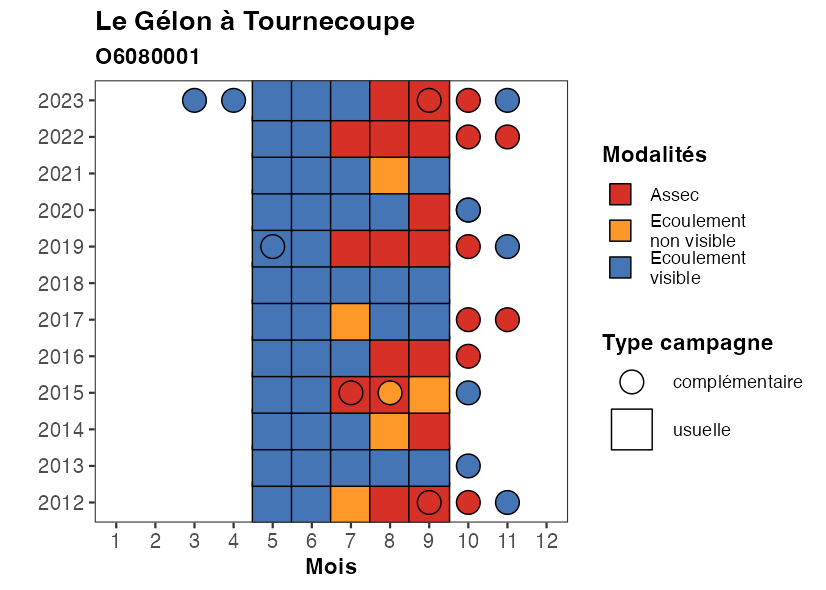 Le Gélon à Tournecoupe
O6080001
2023
2022
2021
2020
2019
2018
2017
2016
2015
2014
2013
2012
1 2 3 4 5 6 7 8 9 10 11 12
Mois
Modalités
Assec
Ecoulement
non visible
Ecoulement
visible
Type campagne
complémentaire
usuelle